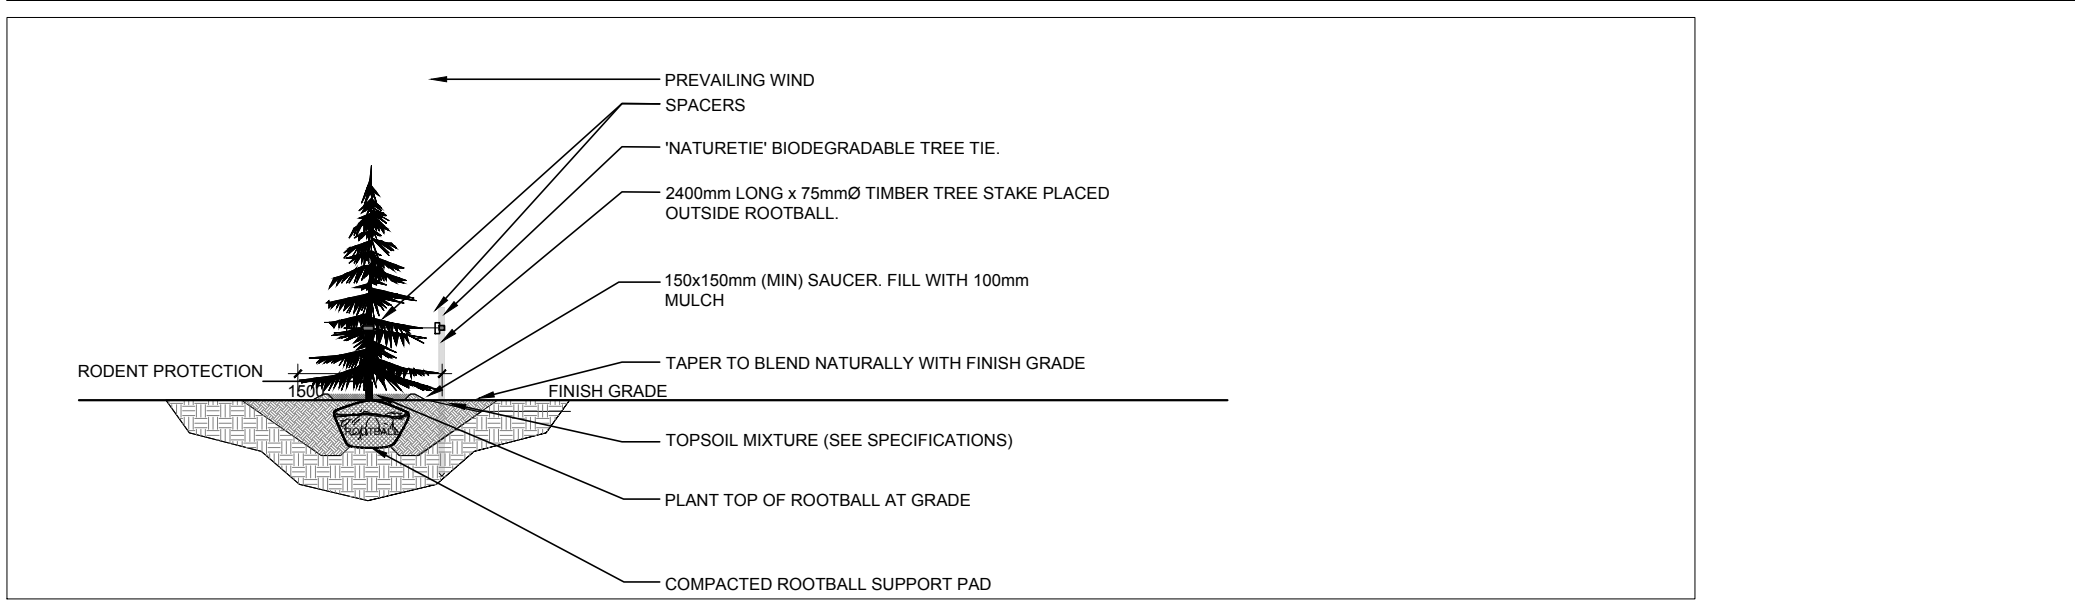 PREVAILING WIND
SPACERS
'NATURETIE' BIODEGRADABLE TREE TIE.
2400mm LONG x 75mmØ TIMBER TREE STAKE PLACED
OUTSIDE ROOTBALL.
150x150mm (MIN) SAUCER. FILL WITH 100mm
MULCH
TAPER TO BLEND NATURALLY WITH FINISH GRADE
RODENT PROTECTION
1500
FINISH GRADE
ROOTBALL
TOPSOIL MIXTURE (SEE SPECIFICATIONS)
PLANT TOP OF ROOTBALL AT GRADE
COMPACTED ROOTBALL SUPPORT PAD